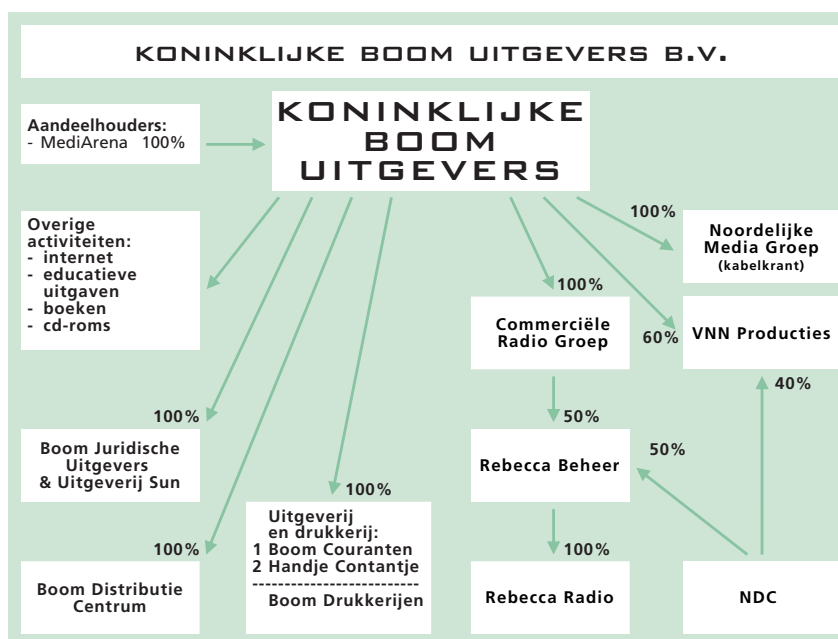 KONINKLIJKE BOOM UITGEVERS B.V.
KONINKLIJKE
BOOM
UITGEVERS
Aandeelhouders:
- MediArena 100%
Overige
activiteiten:
- internet
- educatieve
uitgaven
- boeken
- cd-roms
100%
Noordelijke
Media Groep
(kabelkrant)
100%
Commerciële
Radio Groep
60%
VNN Producties
40%
100%
Boom Juridische
Uitgevers
& Uitgeverij Sun
50%
Rebecca Beheer
50%
100%
Uitgeverij
en drukkerij:
1 Boom Couranten
2 Handje Contantje
---------------------------
Boom Drukkerijen
100%
Boom Distributie
Centrum
100%
Rebecca Radio
NDC